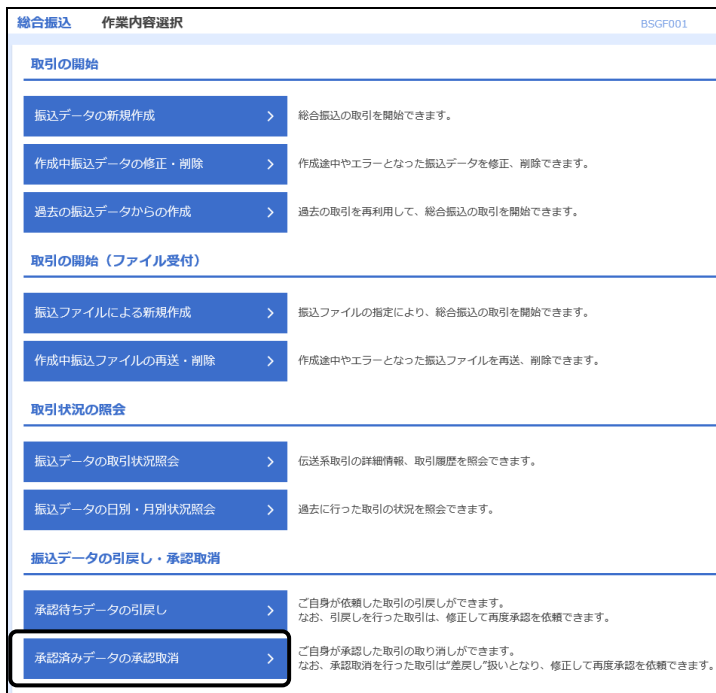 総合振込 作業内容選択 BSGF001
取引の開始
振込データの新規作成 総合振込の取引を開始できます。
作成中振込データの修正・削除 作成途中やエラーとなった振込データを修正、削除できます。
過去の振込データからの作成 過去の取引を再利用して、総合振込の取引を開始できます。
取引の開始（ファイル受付）
振込ファイルによる新規作成 振込ファイルの指定により、総合振込の取引を開始できます。
作成中振込ファイルの再送・削除 作成途中やエラーとなった振込ファイルを再送、削除できます。
取引状況の照会
振込データの取引状況照会 伝送系取引の詳細情報、取引履歴を照会できます。
振込データの日別・月別状況照会 過去に行った取引の状況を照会できます。
振込データの引戻し・承認取消
承認待ちデータの引戻し ご自身が依頼した取引の引戻しができます。
なお、引戻しを行った取引は、修正して再度承認を依頼できます。
承認済みデータの承認取消 ご自身が承認した取引の取り消しができます。
なお、承認取消を行った取引は“差戻し”扱いとなり、修正して再度承認を依頼できます。